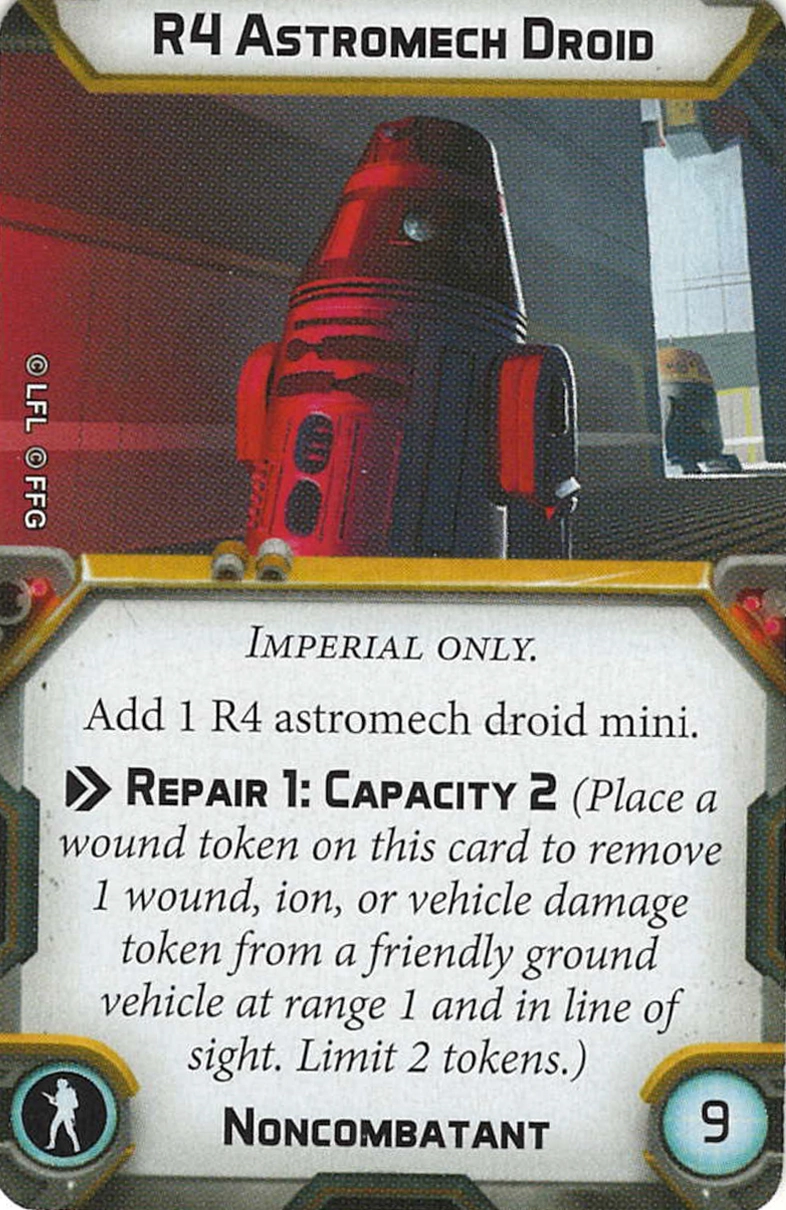 R4 Astromech Droid
© LFL © FFG
Imperial only.
Add 1 R4 astromech droid mini.
Repair 1: Capacity 2 (Place a
wound token on this card to remove
1 wound, ion, or vehicle damage
token from a friendly ground
vehicle at range 1 and in line of
sight. Limit 2 tokens.)
Noncombatant
9